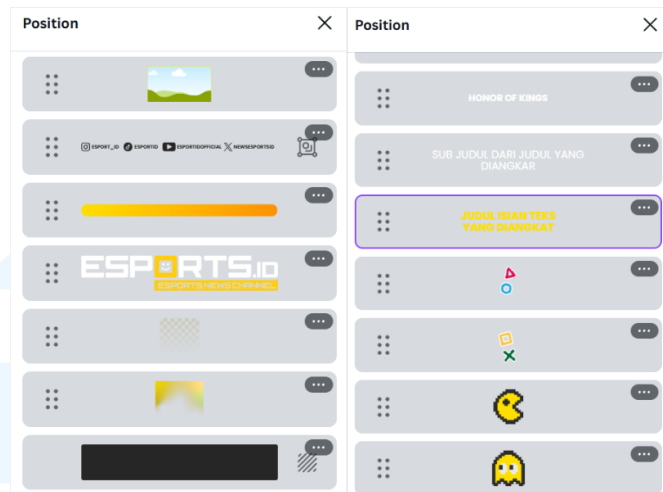 Position
ESPORT_ID ESPORTID ESPORTIDOFFICIAL NEWSESPORTSID
ESPORTS.ID
ESPORTS NEWS CHANNEL
Position
HONOR OF KINGS
SUB JUDUL DARI JUDUL YANG
DIANGKAR
JUDUL ISIAN TEKS
YANG DIANGKAT